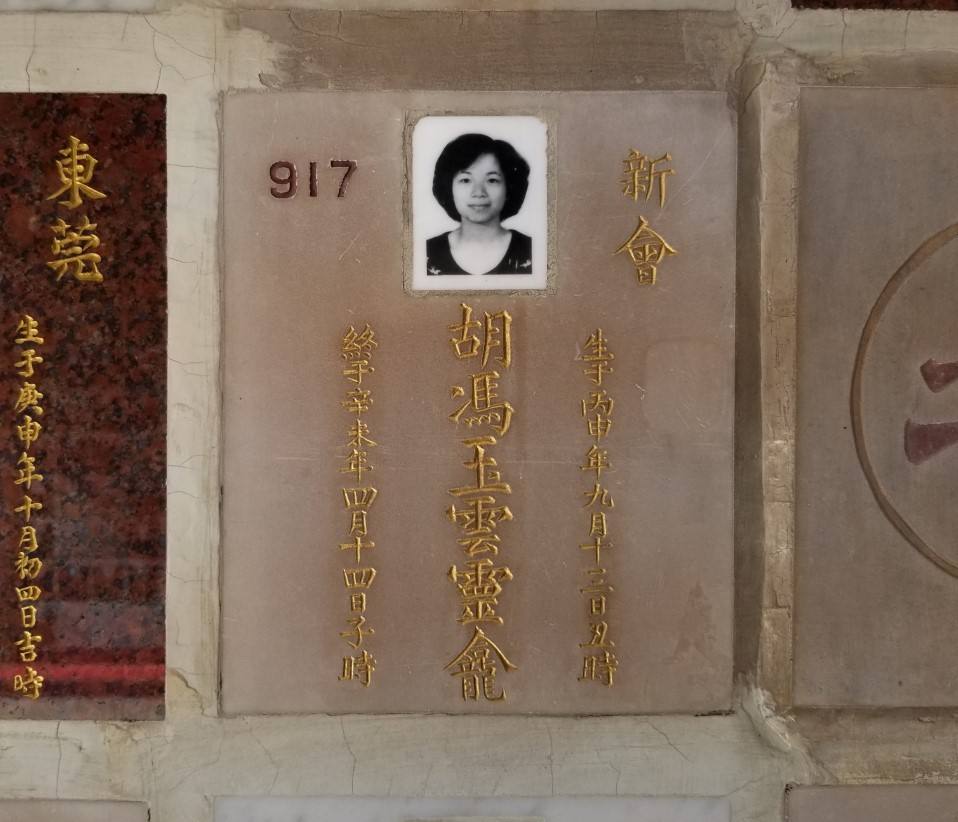 917
新會
生于丙申年九月十三日丑時
胡馮玉雲靈龕
終于辛未年四月十四日子時
東莞
生于庚申年十月初四日吉時